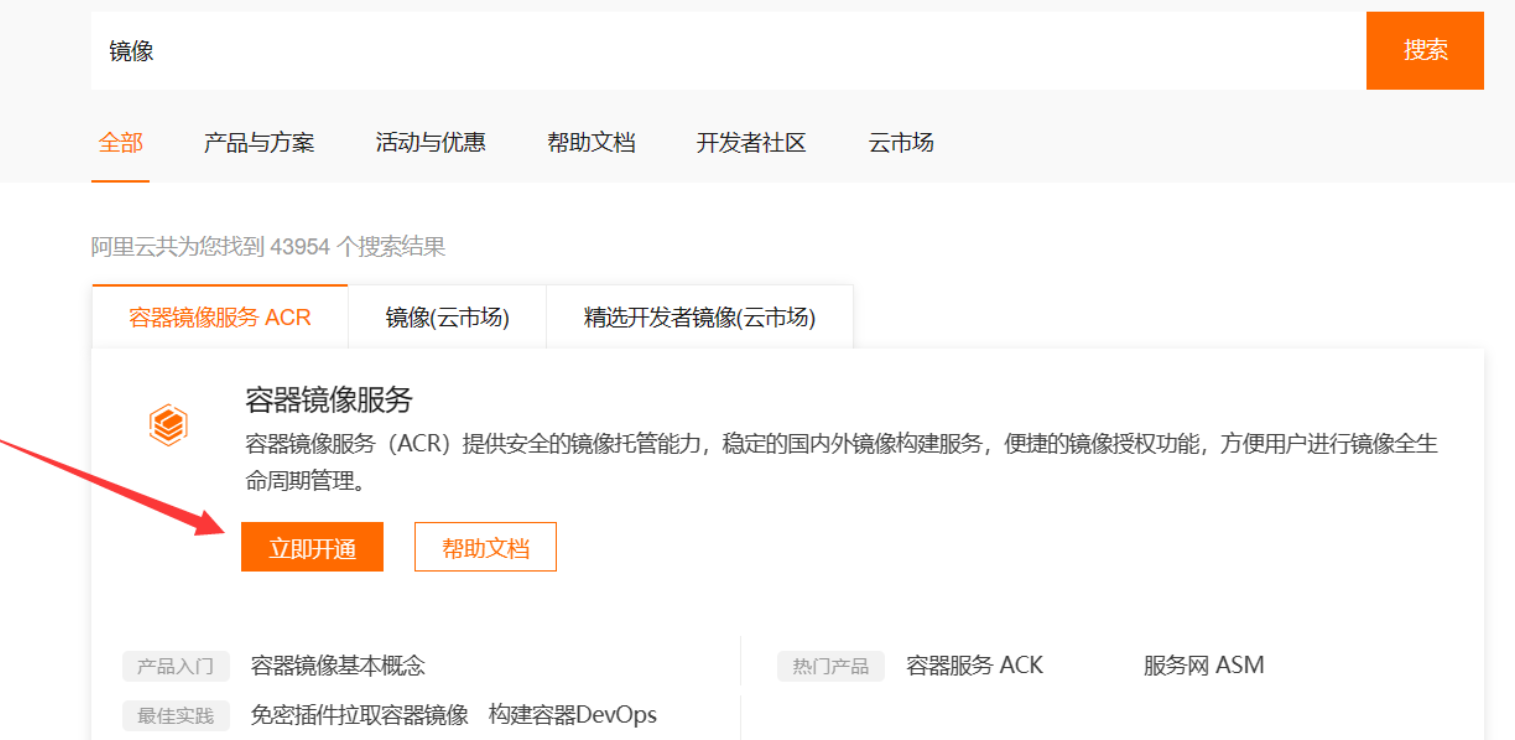 镜像 搜索
全部 产品与方案 活动与优惠 帮助文档 开发者社区 云市场
阿里云共为您找到 43954 个搜索结果
容器镜像服务 ACR 镜像(云市场) 精选开发者镜像(云市场)
容器镜像服务
容器镜像服务（ACR）提供安全的镜像托管能力，稳定的国内外镜像构建服务，便捷的镜像授权功能，方便用户进行镜像全生
命周期管理。
立即开通 帮助文档
产品入门 容器镜像基本概念 热门产品 容器服务 ACK 服务网 ASM
最佳实践 免密插件拉取容器镜像 构建容器DevOps